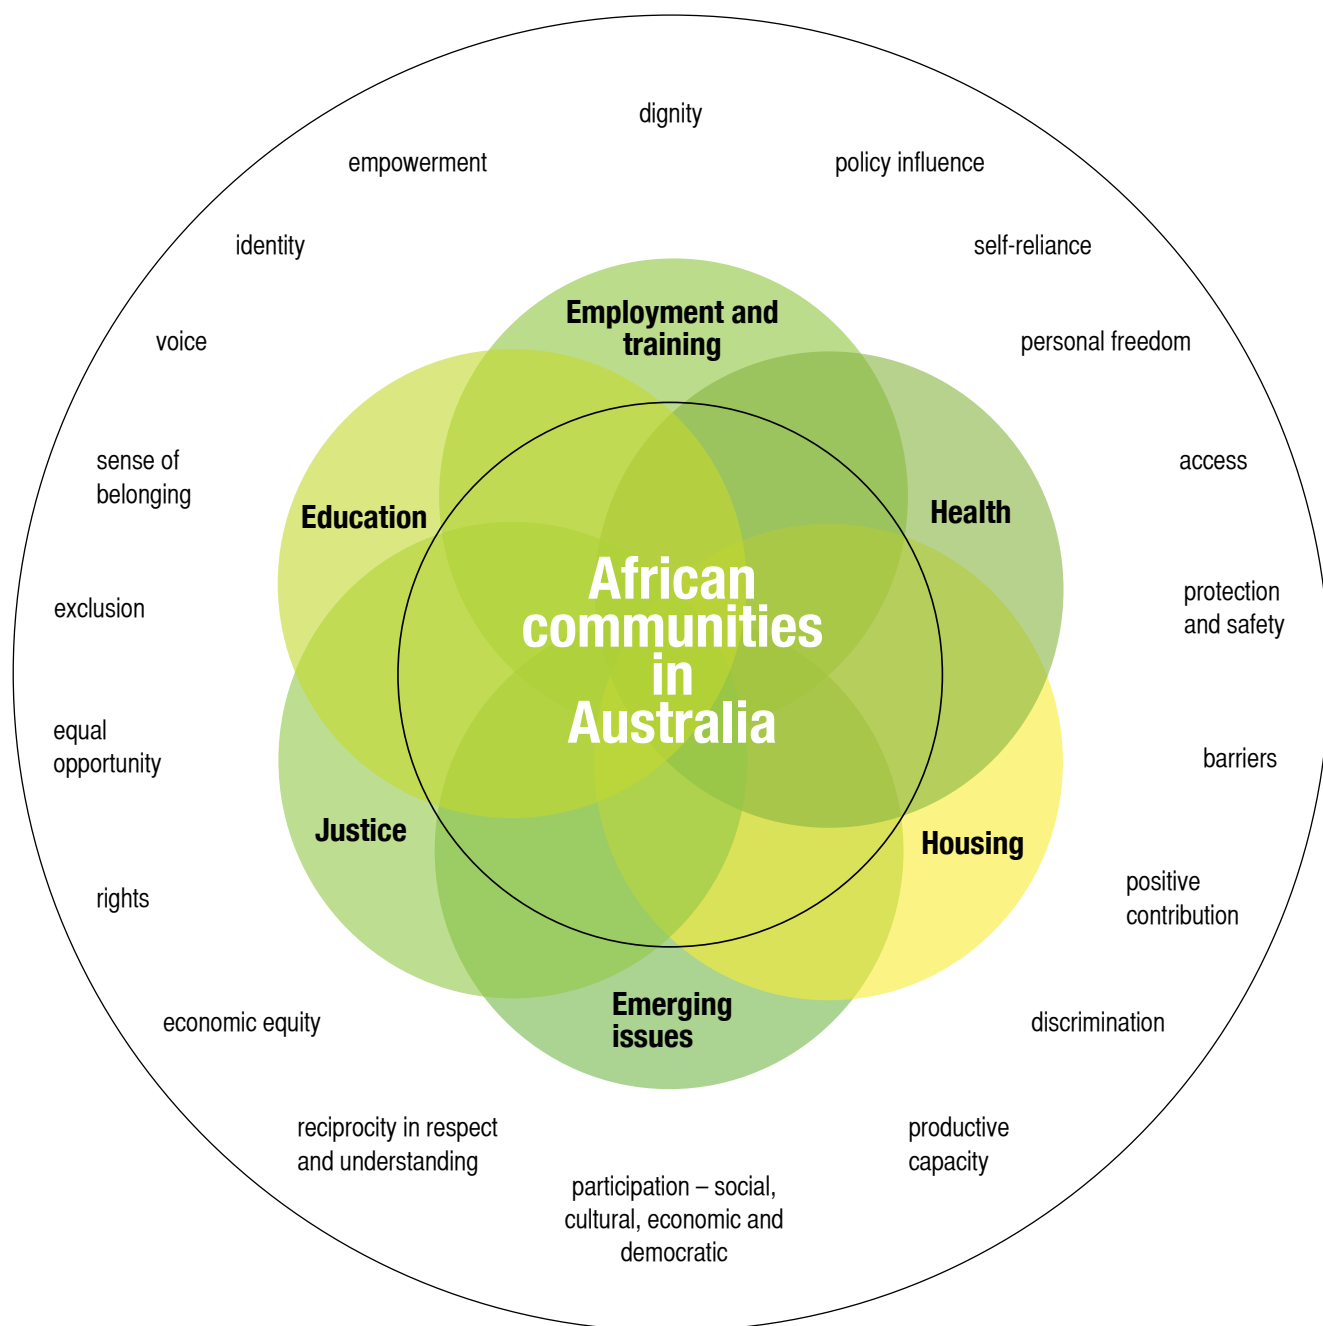 dignity
empowerment
policy influence
identity
self-reliance
voice
personal freedom
Employment and
training
sense of
belonging
access
Education
Health
African
communities
in
Australia
exclusion
protection
and safety
equal
opportunity
barriers
Justice
Housing
rights
positive
contribution
Emerging
issues
economic equity
discrimination
reciprocity in respect
and understanding
productive
capacity
participation – social,
cultural, economic and
democratic